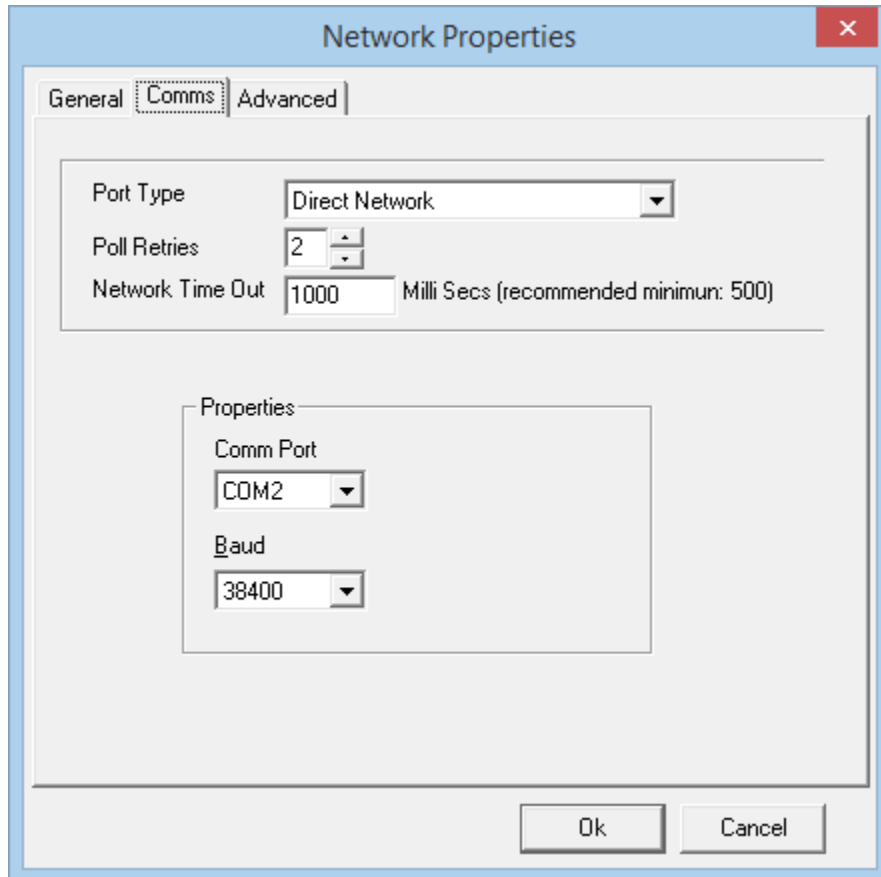 Network Properties
General Comms Advanced
Port Type Direct Network
Poll Retries 2
Network Time Out 1000 Milli Secs (recommended minimun: 500)
Properties
Comm Port
COM2
Baud
38400
Ok Cancel